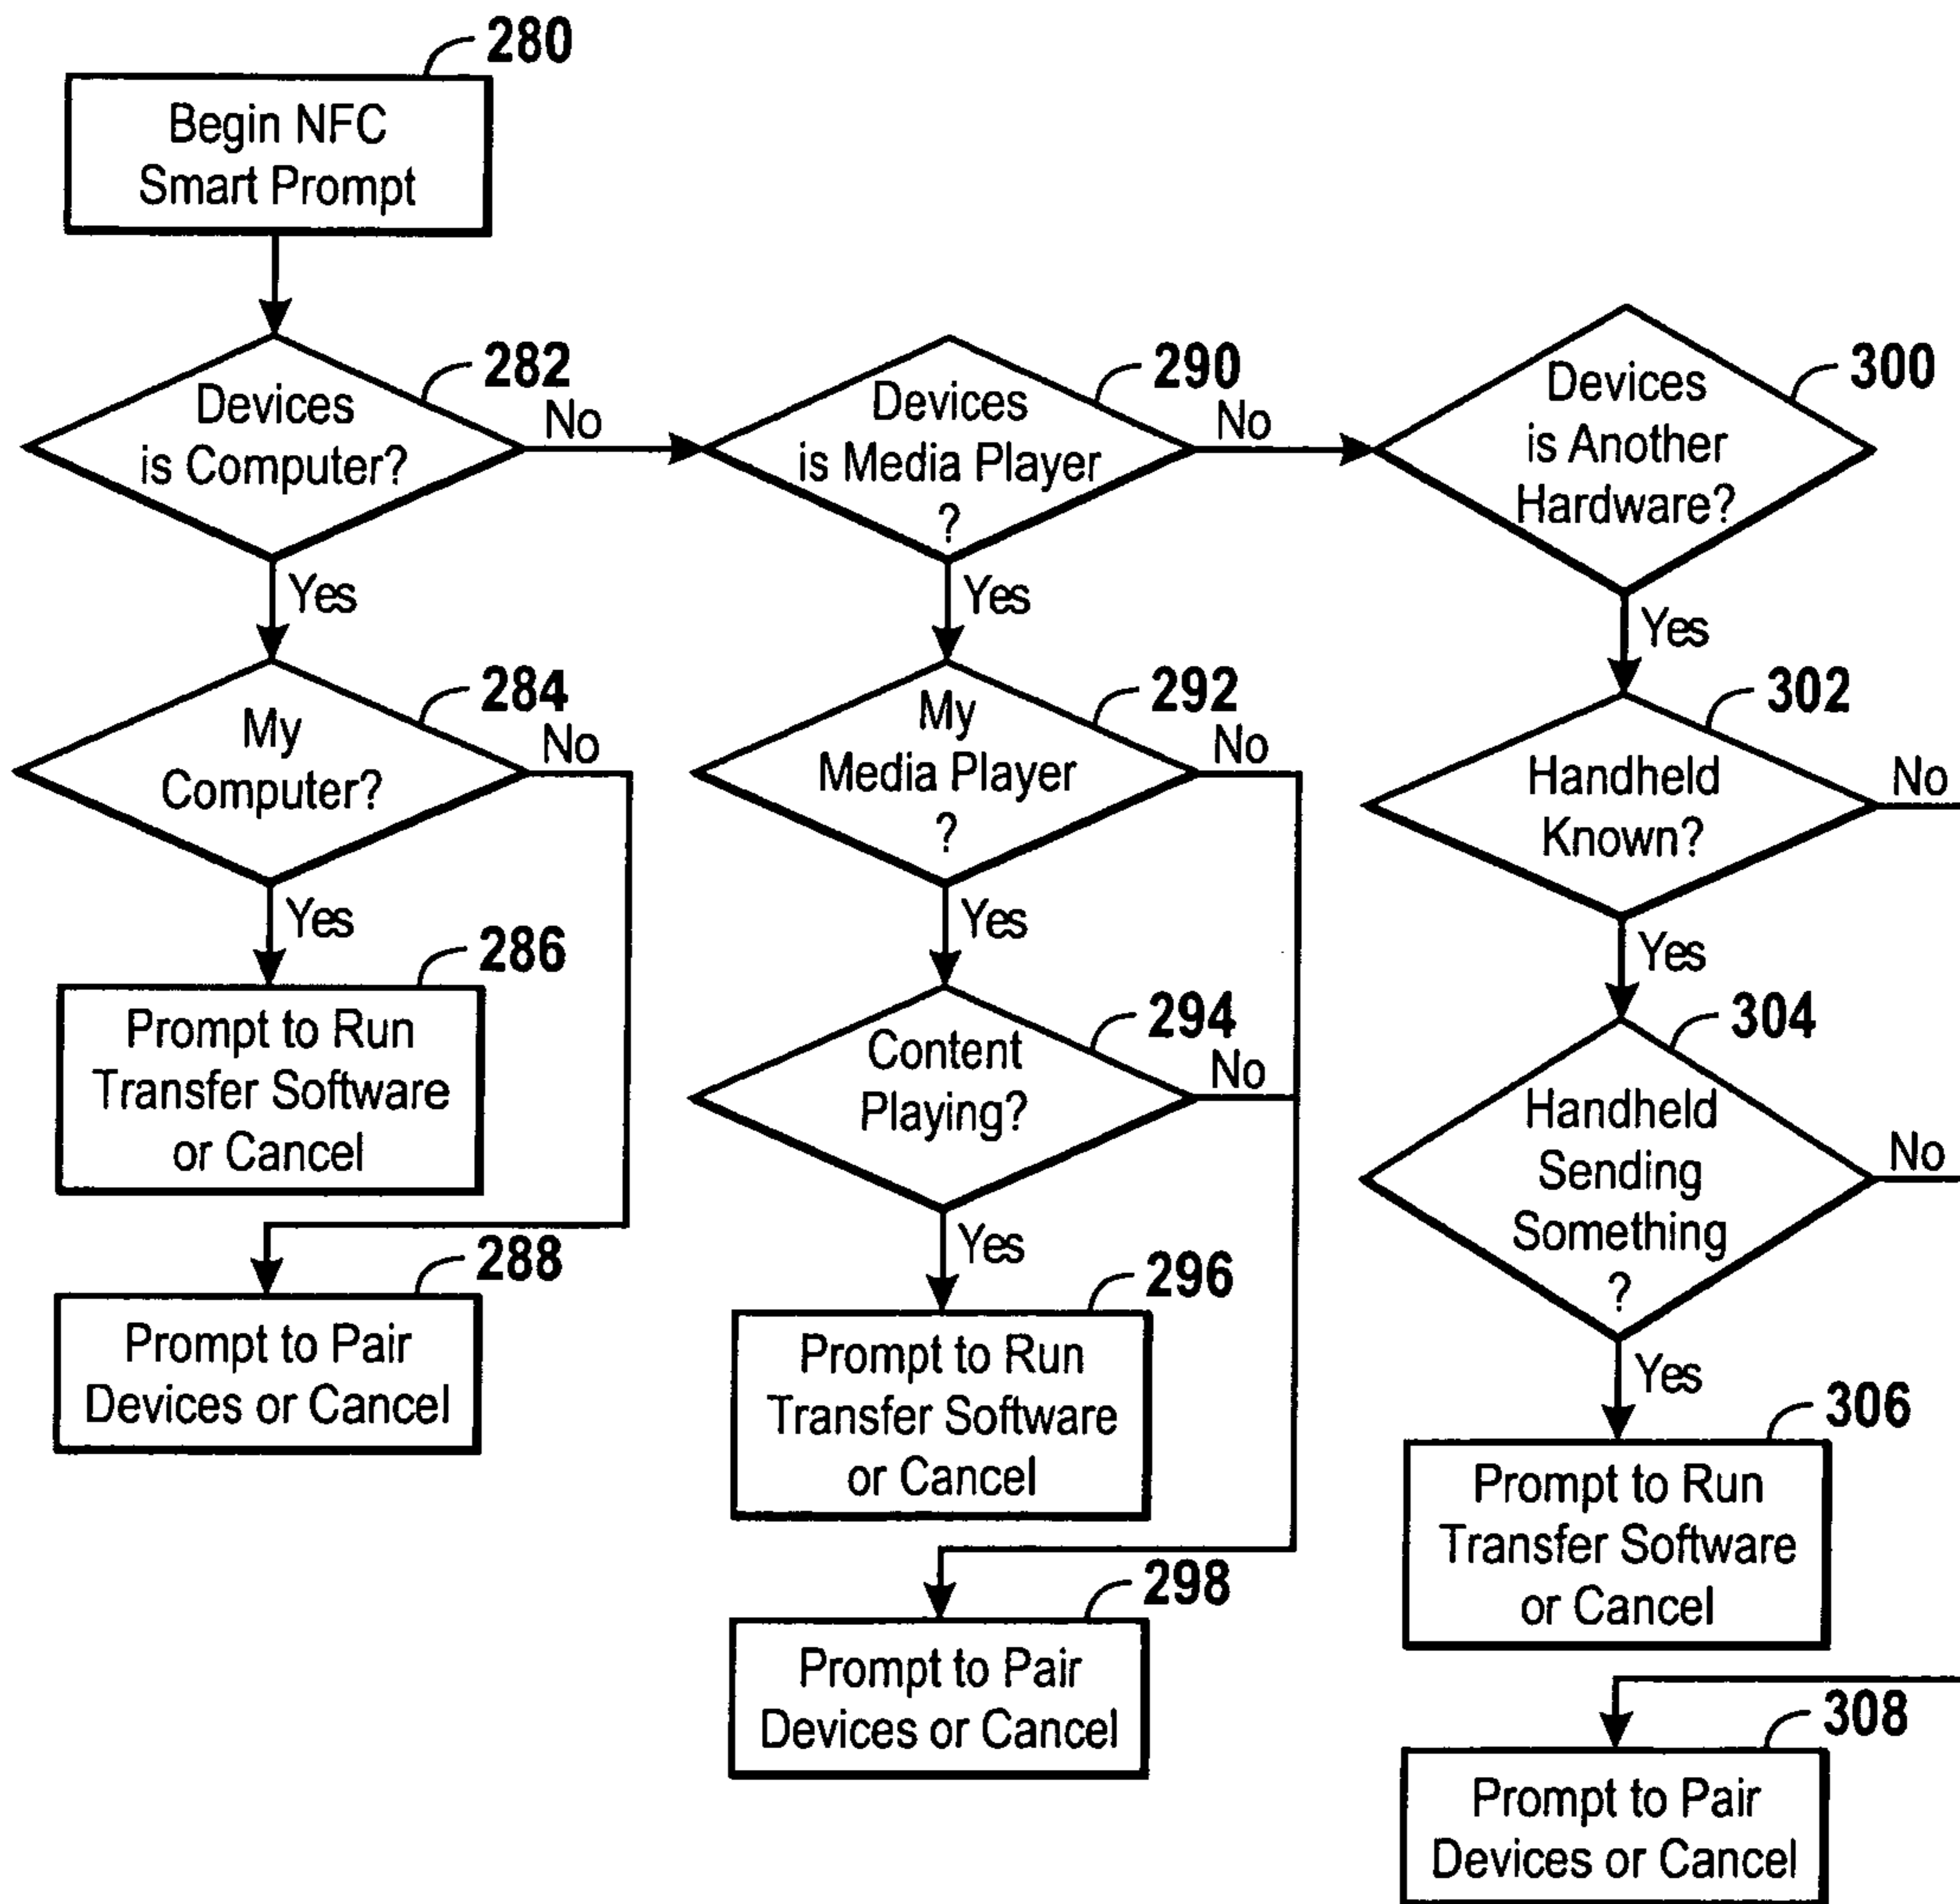 280
Begin NFC
Smart Prompt
282
Devices
is Computer?
No
Yes
284
My
Computer?
No
Yes
286
Prompt to Run
Transfer Software
or Cancel
288
Prompt to Pair
Devices or Cancel
290
Devices
is Media Player
?
No
Yes
292
My
Media Player
?
No
Yes
294
Content
Playing?
No
Yes
296
Prompt to Run
Transfer Software
or Cancel
298
Prompt to Pair
Devices or Cancel
300
Devices
is Another
Hardware?
Yes
302
Handheld
Known?
No
Yes
304
Handheld
Sending
Something
?
No
Yes
306
Prompt to Run
Transfer Software
or Cancel
308
Prompt to Pair
Devices or Cancel